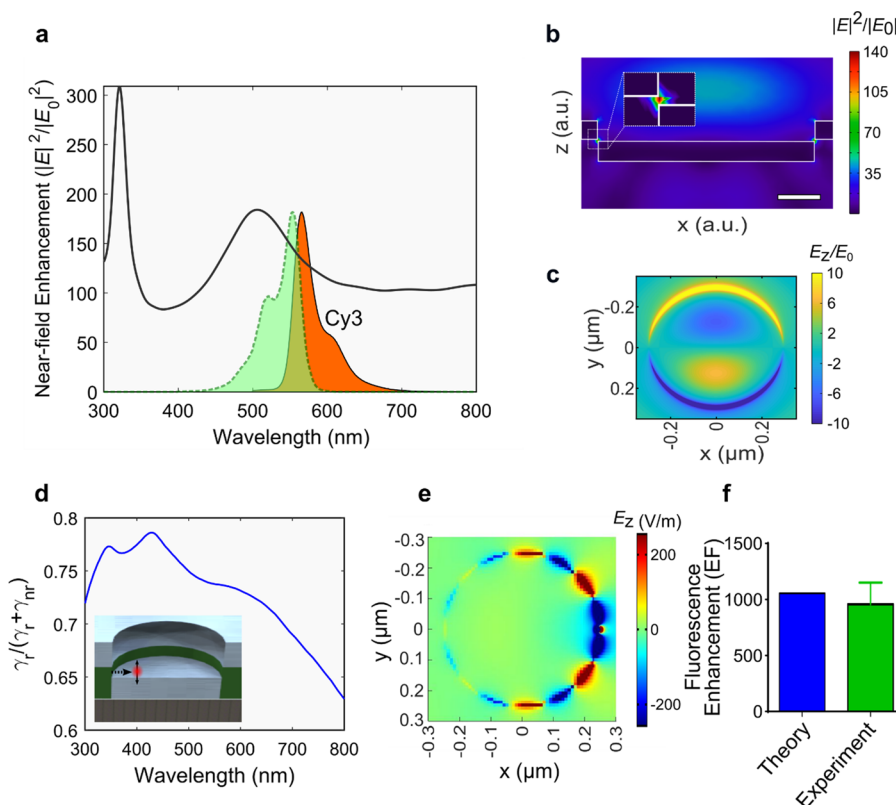 a
Near-field Enhancement (|E|²/|E₀|²)
300
250
200
150
100
50
0
Cy3
300 400 500 600 700 800
Wavelength (nm)
b
|E|²/|E₀|
140
105
70
35
z (a.u.)
x (a.u.)
c
E_z/E₀
10
6
2
-2
-6
-10
y (µm)
-0.2
0
0.2
-0.2 0 0.2
x (µm)
d
γr/(γr+γnr)
0.8
0.75
0.7
0.65
0.6
300 400 500 600 700 800
Wavelength (nm)
e
E_z (V/m)
200
0
-200
y (µm)
-0.3
-0.2
-0.1
0
0.1
0.2
0.3
-0.3 -0.2 -0.1 0 0.1 0.2 0.3
x (µm)
f
Fluorescence
Enhancement (EF)
1500
1000
500
0
Theory
Experiment